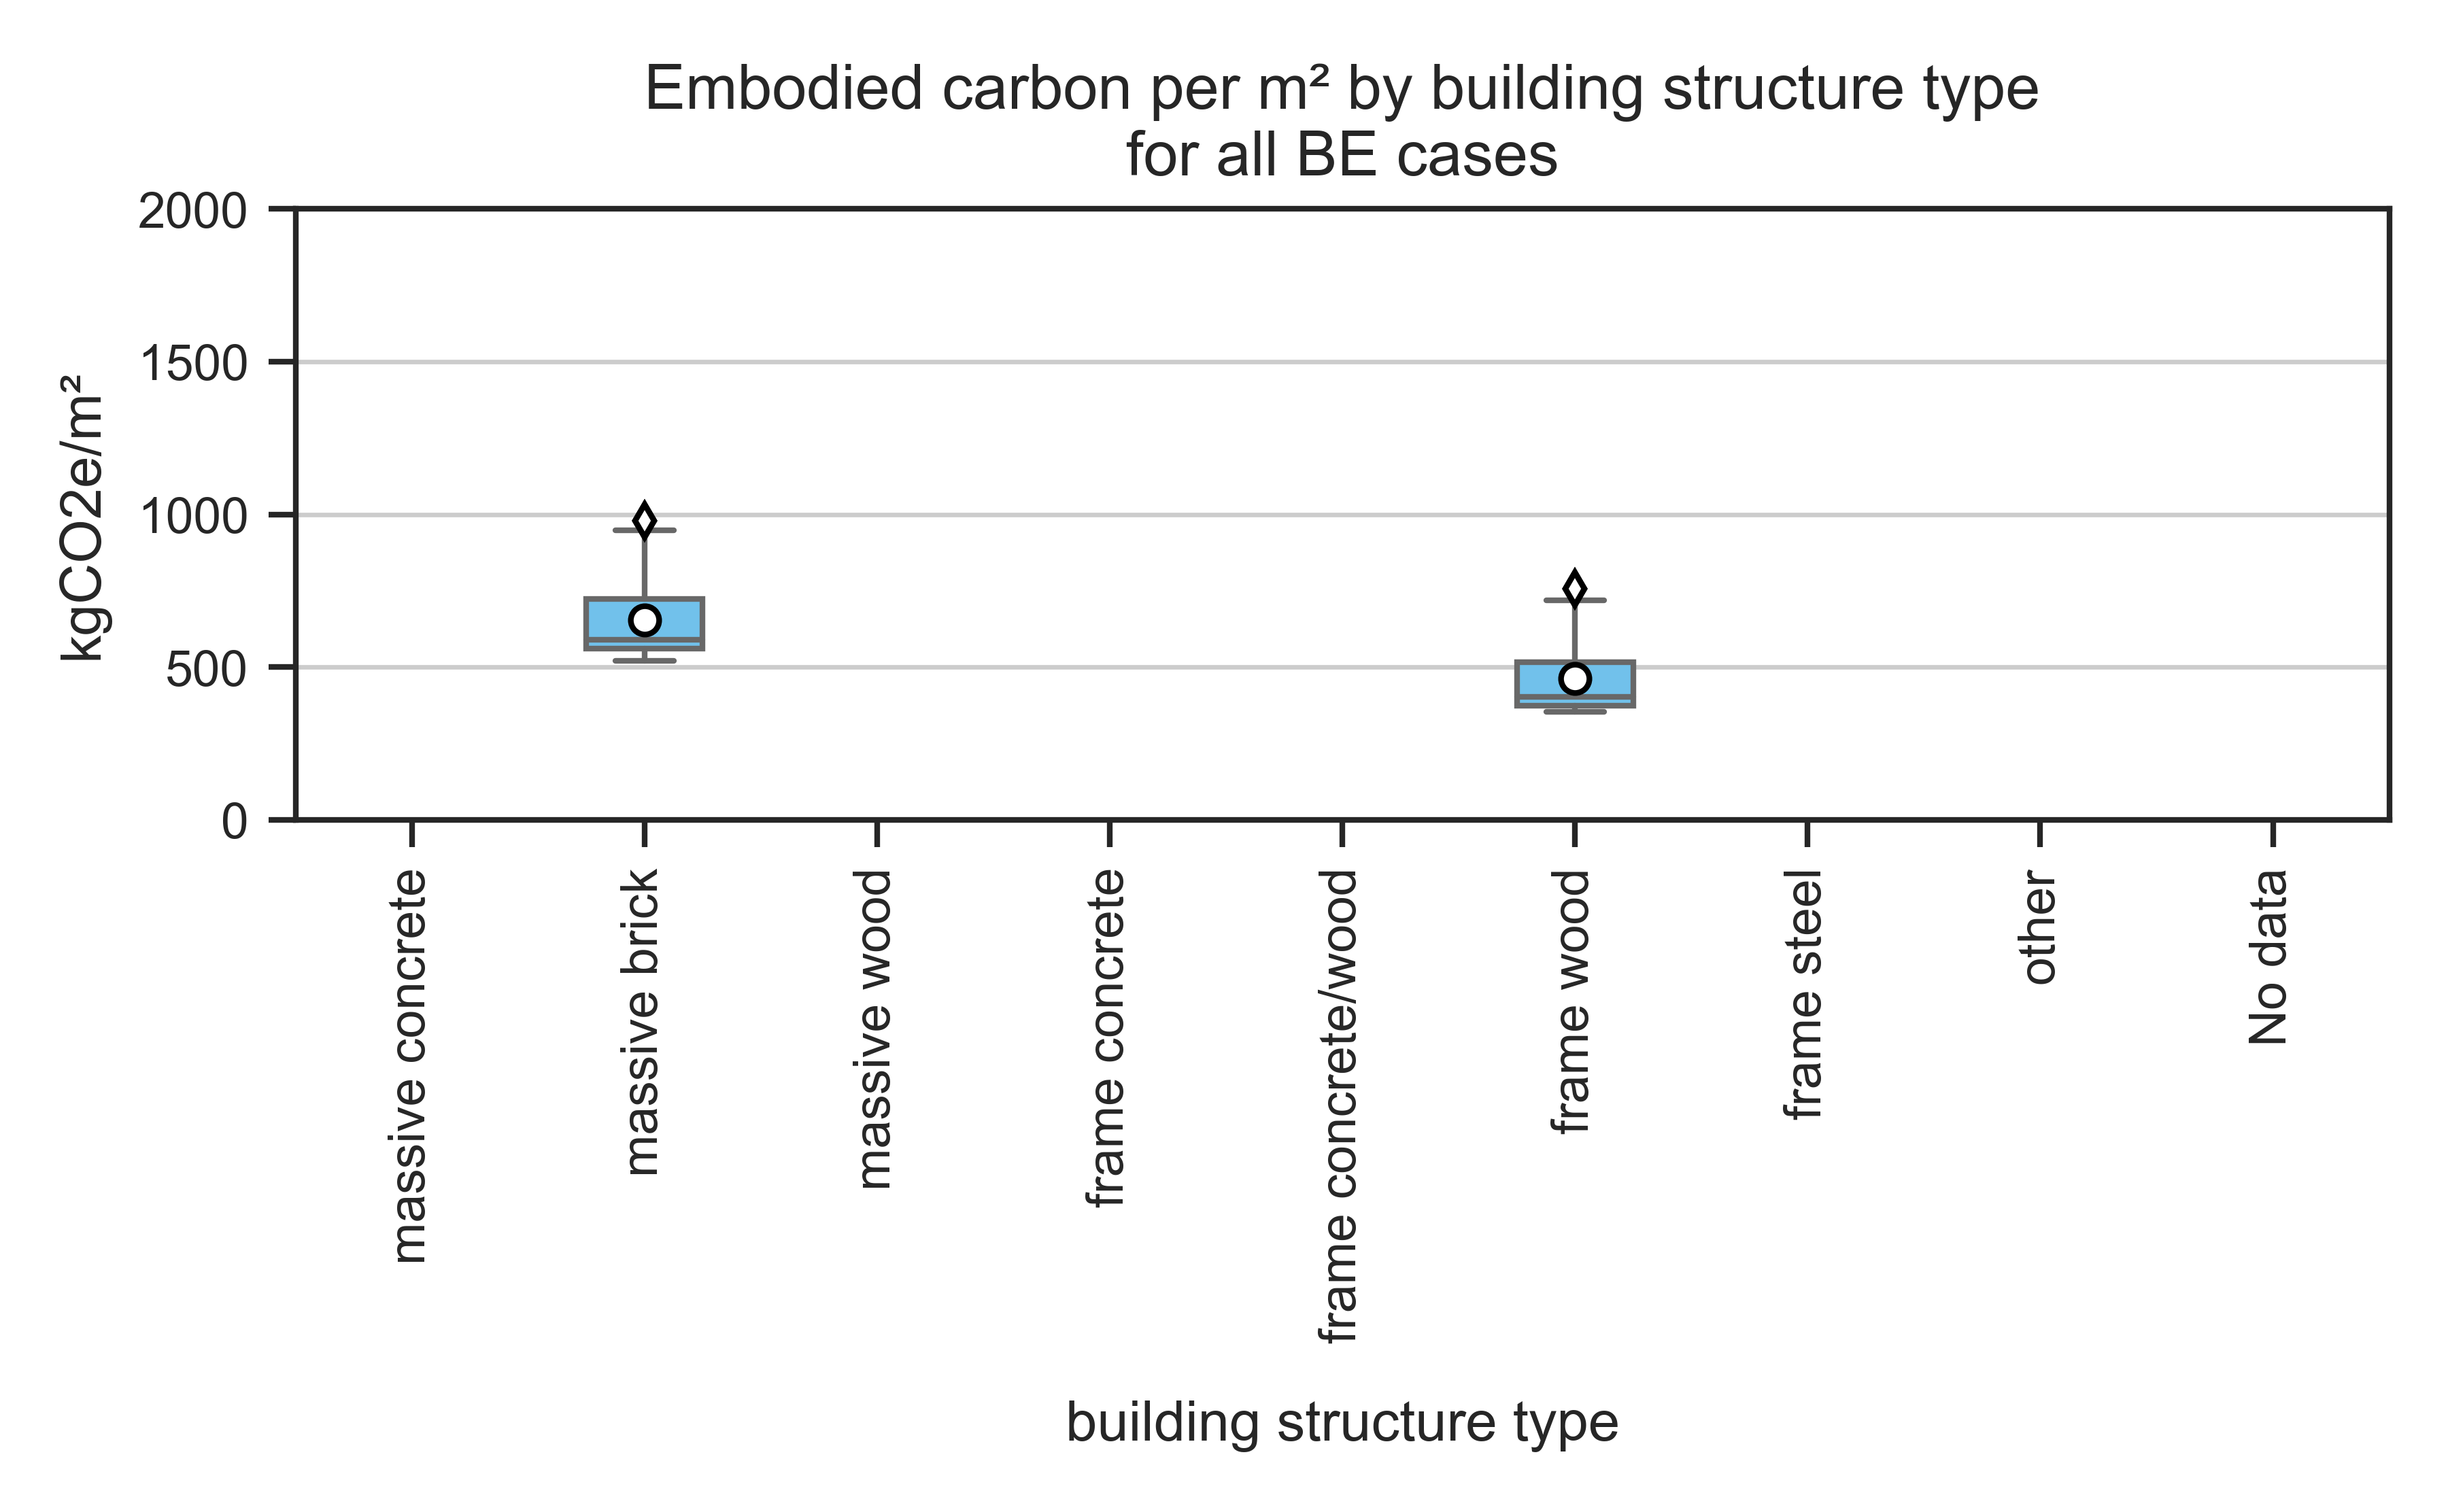 Embodied carbon per m² by building structure type
for all BE cases
2000
1500
1000
500
0
kgCO2e/m²
massive concrete
massive brick
massive wood
frame concrete
frame concrete/wood
frame wood
frame steel
other
No data
building structure type